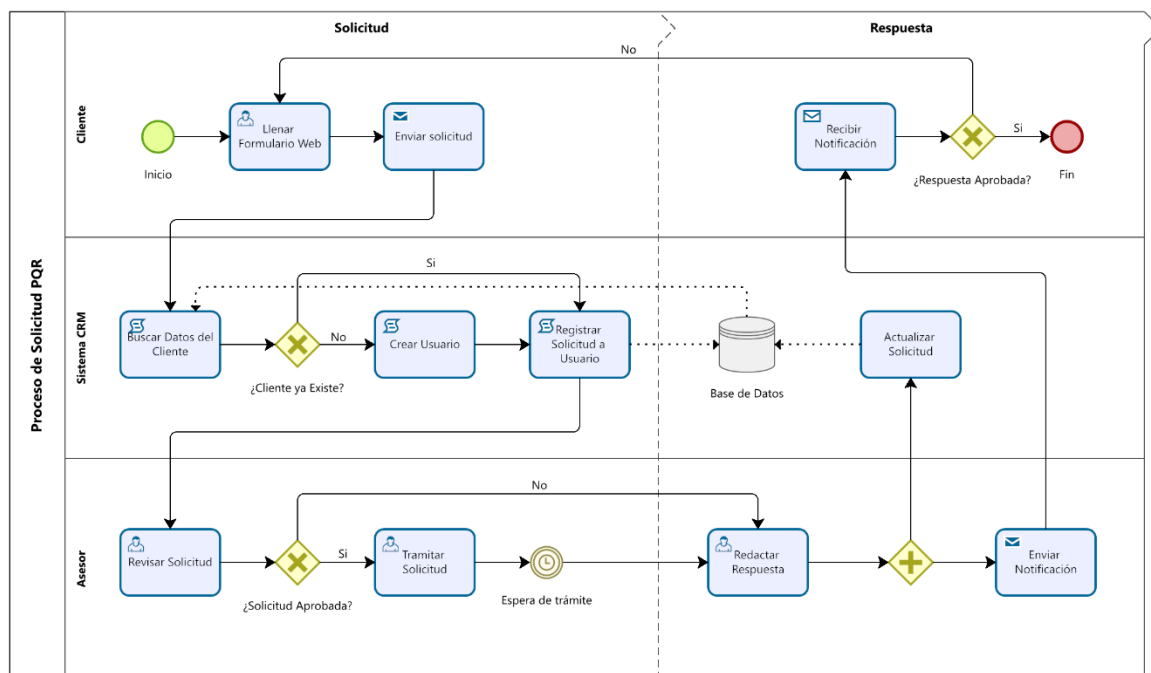 Proceso de Solicitud PQR
Solicitud
Respuesta
Cliente
Inicio
Llenar
Formulario Web
Enviar solicitud
No
Recibir
Notificación
¿Respuesta Aprobada?
Si
Fin
Sistema CRM
Buscar Datos del
Cliente
¿Cliente ya Existe?
Si
No
Crear Usuario
Registrar
Solicitud a
Usuario
Base de Datos
Actualizar
Solicitud
Asesor
Revisar Solicitud
¿Solicitud Aprobada?
No
Si
Tramitar
Solicitud
Espera de trámite
Redactar
Respuesta
Enviar
Notificación